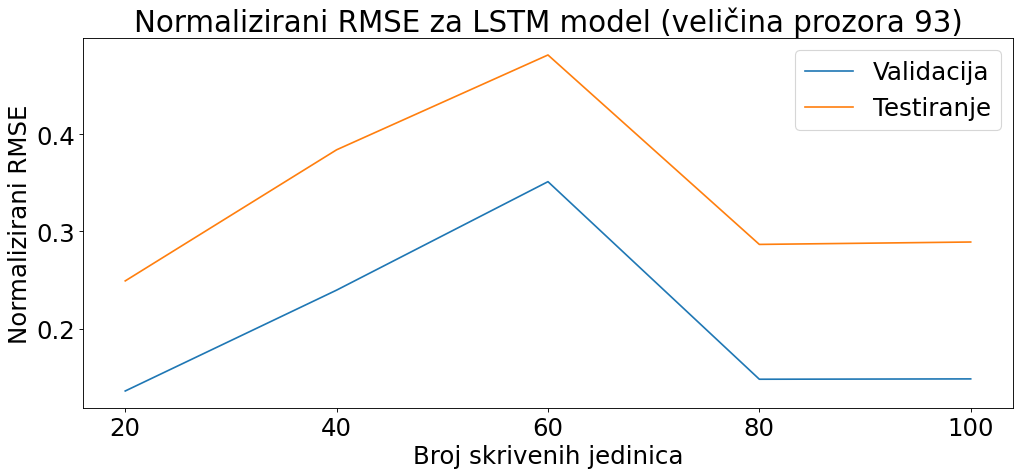 Normalizirani RMSE za LSTM model (veličina prozora 93)
Validacija
Testiranje
Normalizirani RMSE
0.4
0.3
0.2
20 40 60 80 100
Broj skrivenih jedinica